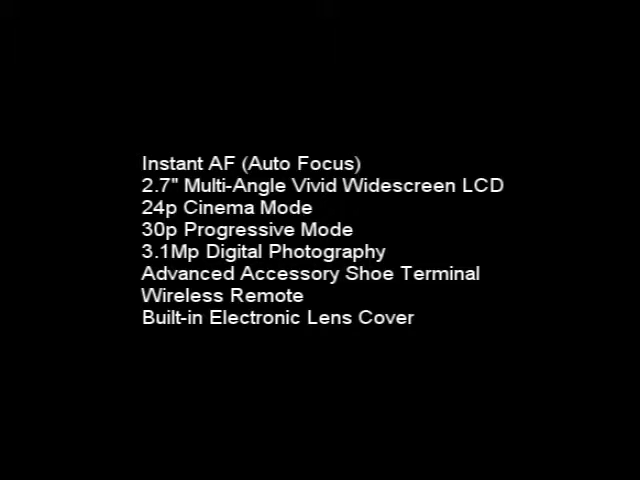 Instant AF (Auto Focus)
2.7" Multi-Angle Vivid Widescreen LCD
24p Cinema Mode
30p Progressive Mode
3.1Mp Digital Photography
Advanced Accessory Shoe Terminal
Wireless Remote
Built-in Electronic Lens Cover